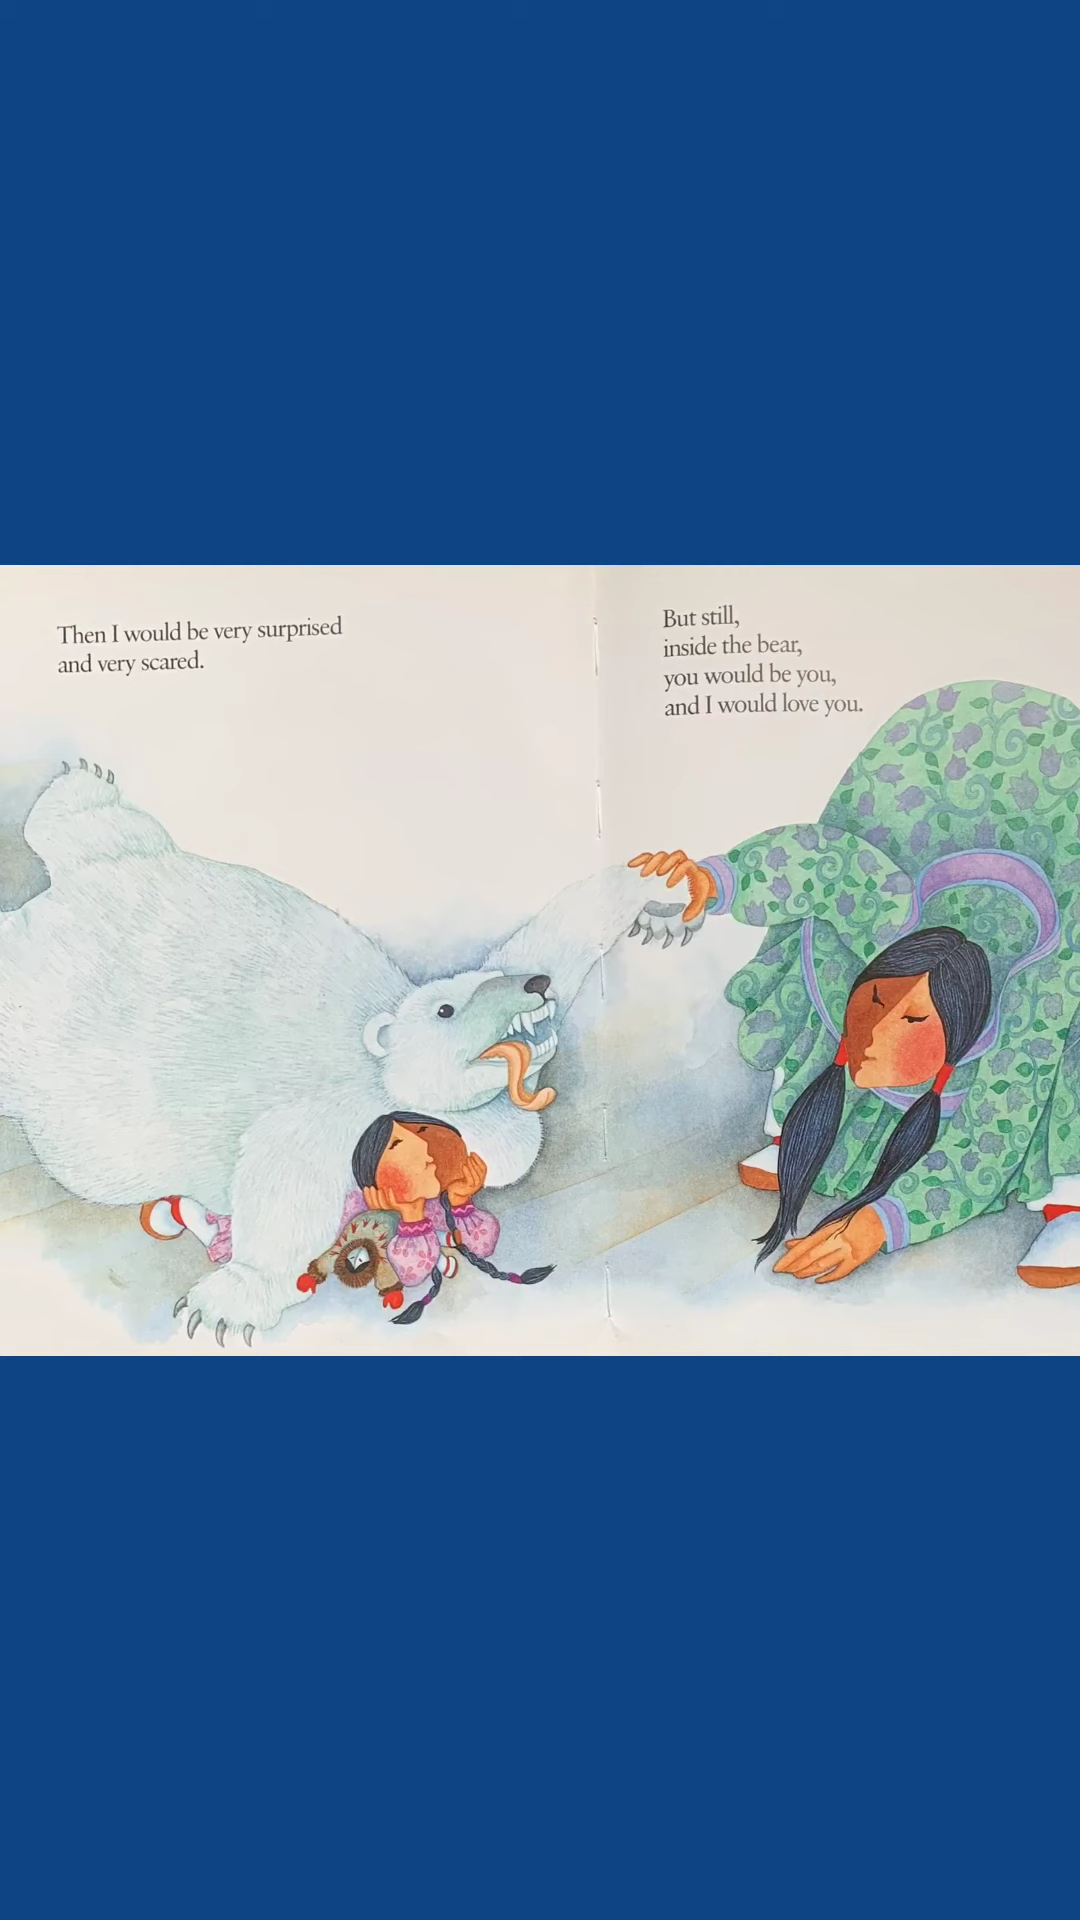 Then I would be very surprised
and very scared.
But still,
inside the bear,
you would be you,
and I would love you.